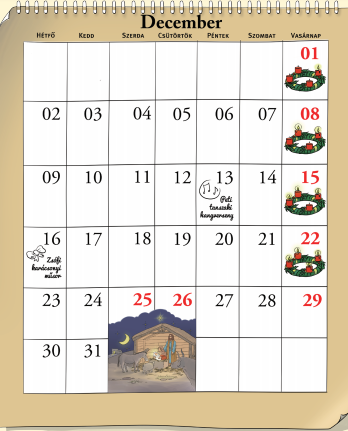 December
HÉTFŐ KEDD SZERDA CSÜTÖRTÖK PÉNTEK SZOMBAT VASÁRNAP
01
02 03 04 05 06 07 08
09 10 11 12 13 14 15
Peti
tanszaki
hangverseny
16 17 18 19 20 21 22
Zsófi
karácsonyi
műsor
23 24 25 26 27 28 29
30 31